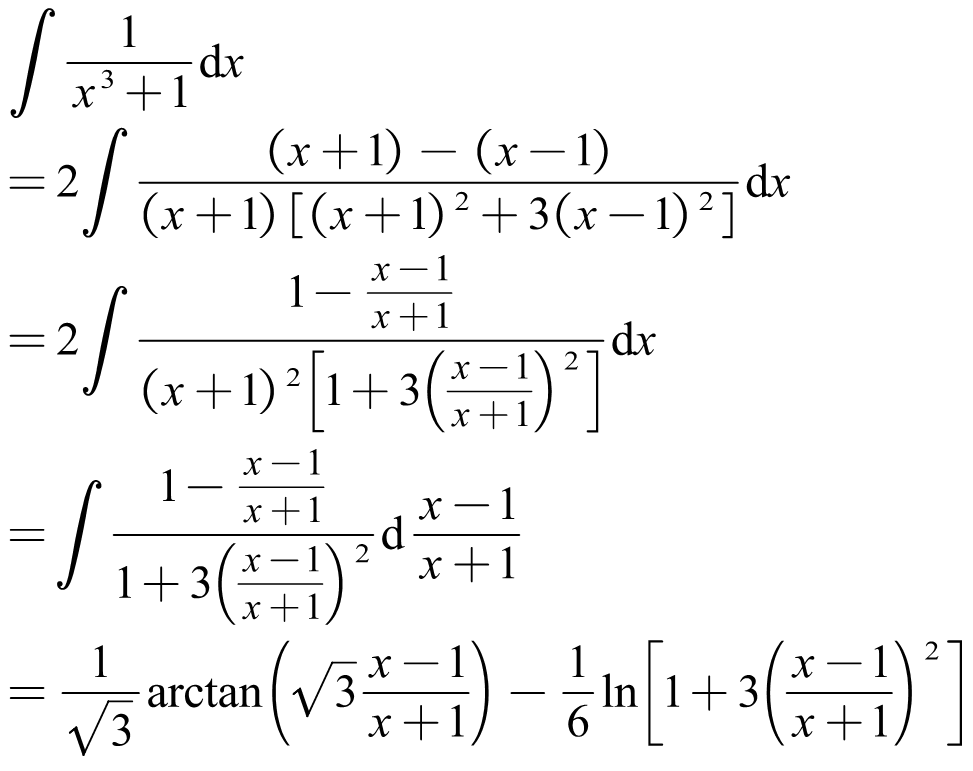 ∫ 1/(x³+1) dx
= 2∫ ((x+1) − (x−1))/((x+1)[(x+1)²+3(x−1)²]) dx
= 2∫ (1 − (x−1)/(x+1))/((x+1)²[1+3((x−1)/(x+1))²]) dx
= ∫ (1 − (x−1)/(x+1))/(1+3((x−1)/(x+1))²) d (x−1)/(x+1)
= 1/√3 arctan(√3 (x−1)/(x+1)) − 1/6 ln[1+3((x−1)/(x+1))²]